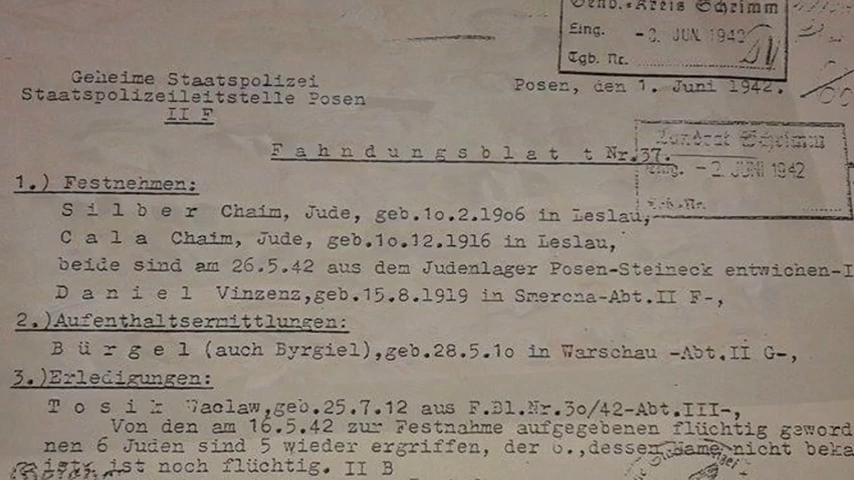 Gend.-Kreis Schrimm
Eing. -2. JUNI 1942
Tgb. Nr.
Geheime Staatspolizei
Staatspolizeileitstelle Posen
II F
Posen, den 1. Juni 1942.
Landrat Schrimm
Eing. - 2. JUNI 1942
Tgb.-Nr.
Fahndungsblatt Nr.37.
1.) Festnehmen:
Silber Chaim, Jude, geb.1o.2.19o6 in Leslau,
Cala Chaim, Jude, geb.1o.12.1916 in Leslau,
beide sind am 26.5.42 aus dem Judenlager Posen-Steineck entwichen-I
Daniel Vinzenz,geb.15.8.1919 in -Abt.II F-,
2.)Aufenthaltsermittlungen:
Bürgel (auch Byrgiel),geb.28.5.1o in Warschau -Abt.II G-,
3.)Erledigungen:
Tosik Waclaw,geb.25.7.12 aus F.Bl.Nr.3o/42-Abt.III-,
Von den am 16.5.42 zur Festnahme aufgegebenen flüchtig geword
nen 6 Juden sind 5 wieder ergriffen, der 6.,dessen Name nicht beka
ist noch flüchtig. II B